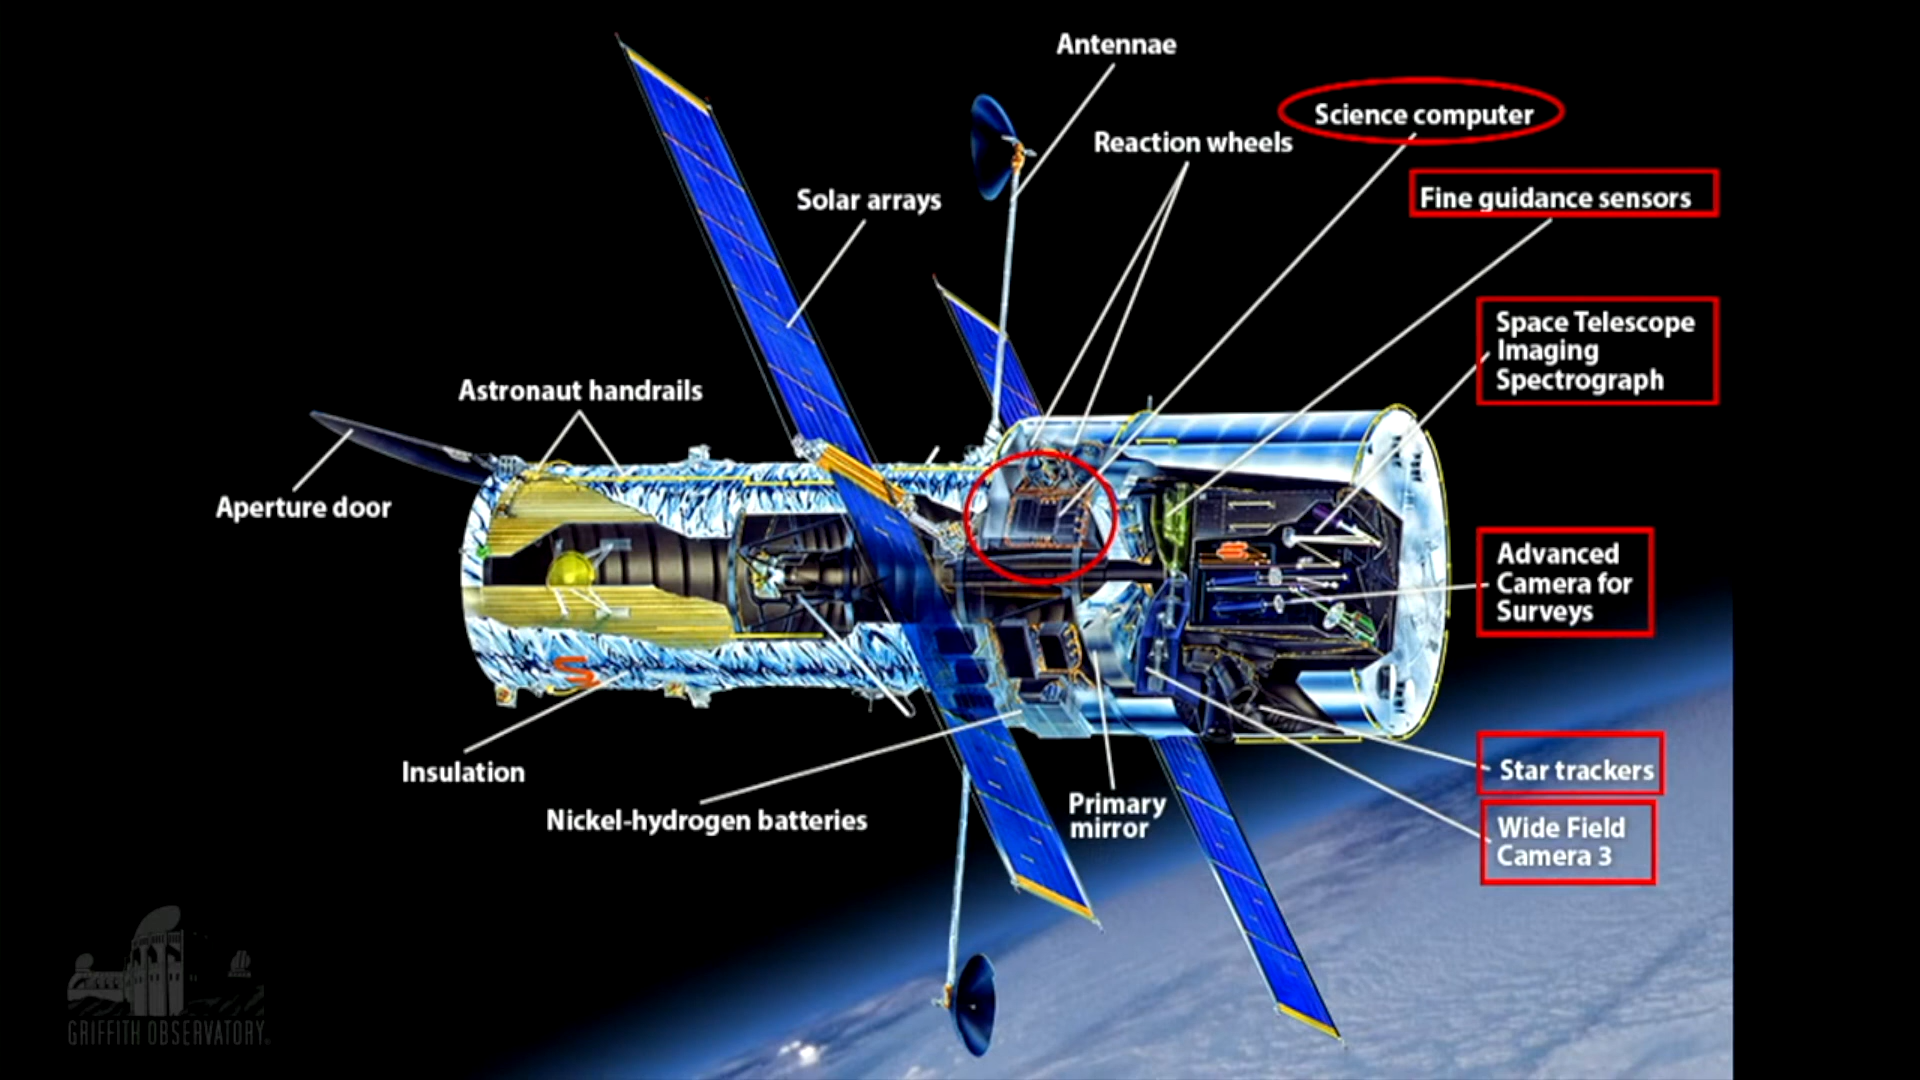 Antennae
Science computer
Reaction wheels
Fine guidance sensors
Solar arrays
Space Telescope
Imaging
Spectrograph
Astronaut handrails
Aperture door
Advanced
Camera for
Surveys
Insulation
Nickel-hydrogen batteries
Primary
mirror
Star trackers
Wide Field
Camera 3
GRIFFITH OBSERVATORY